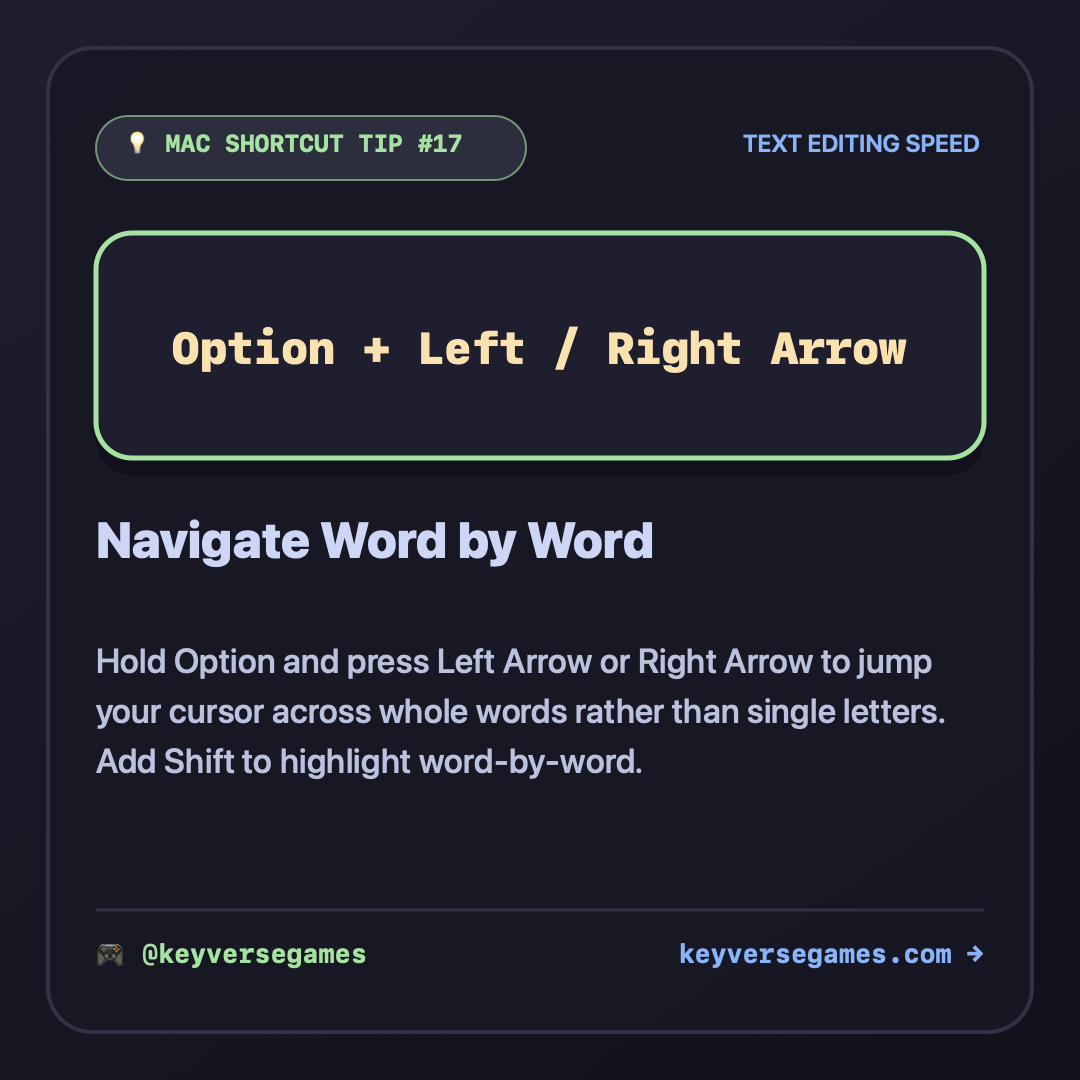 💡 MAC SHORTCUT TIP #17
TEXT EDITING SPEED
Option + Left / Right Arrow
Navigate Word by Word
Hold Option and press Left Arrow or Right Arrow to jump
your cursor across whole words rather than single letters.
Add Shift to highlight word-by-word.
🎮 @keyversegames
keyversegames.com →